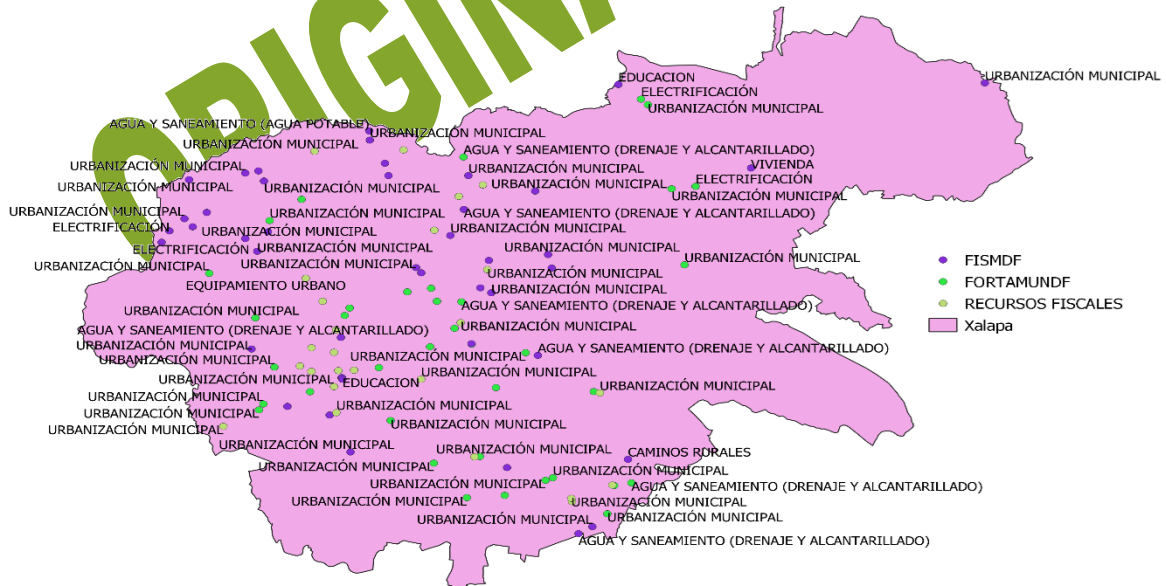 ORIGINA
EDUCACION
URBANIZACIÓN MUNICIPAL
ELECTRIFICACIÓN
URBANIZACIÓN MUNICIPAL
AGUA Y SANEAMIENTO (AGUA POTABLE)
URBANIZACIÓN MUNICIPAL
URBANIZACIÓN MUNICIPAL
AGUA Y SANEAMIENTO (DRENAJE Y ALCANTARILLADO)
URBANIZACIÓN MUNICIPAL
URBANIZACIÓN MUNICIPAL
VIVIENDA
URBANIZACIÓN MUNICIPAL
URBANIZACIÓN MUNICIPAL
URBANIZACIÓN MUNICIPAL
ELECTRIFICACIÓN
URBANIZACIÓN MUNICIPAL
URBANIZACIÓN MUNICIPAL
URBANIZACIÓN MUNICIPAL
AGUA Y SANEAMIENTO (DRENAJE Y ALCANTARILLADO)
ELECTRIFICACIÓN
URBANIZACIÓN MUNICIPAL
URBANIZACIÓN MUNICIPAL
ELECTRIFICACIÓN
URBANIZACIÓN MUNICIPAL
URBANIZACIÓN MUNICIPAL
URBANIZACIÓN MUNICIPAL
URBANIZACIÓN MUNICIPAL
URBANIZACIÓN MUNICIPAL
URBANIZACIÓN MUNICIPAL
FISMDF
URBANIZACIÓN MUNICIPAL
EQUIPAMIENTO URBANO
URBANIZACIÓN MUNICIPAL
FORTAMUNDF
AGUA Y SANEAMIENTO (DRENAJE Y ALCANTARILLADO)
RECURSOS FISCALES
URBANIZACIÓN MUNICIPAL
Xalapa
AGUA Y SANEAMIENTO (DRENAJE Y ALCANTARILLADO)
URBANIZACIÓN MUNICIPAL
URBANIZACIÓN MUNICIPAL
AGUA Y SANEAMIENTO (DRENAJE Y ALCANTARILLADO)
URBANIZACIÓN MUNICIPAL
URBANIZACIÓN MUNICIPAL
URBANIZACIÓN MUNICIPAL
URBANIZACIÓN MUNICIPAL
EDUCACION
URBANIZACIÓN MUNICIPAL
URBANIZACIÓN MUNICIPAL
URBANIZACIÓN MUNICIPAL
URBANIZACIÓN MUNICIPAL
URBANIZACIÓN MUNICIPAL
URBANIZACIÓN MUNICIPAL
URBANIZACIÓN MUNICIPAL
URBANIZACIÓN MUNICIPAL
CAMINOS RURALES
URBANIZACIÓN MUNICIPAL
URBANIZACIÓN MUNICIPAL
URBANIZACIÓN MUNICIPAL
AGUA Y SANEAMIENTO (DRENAJE Y ALCANTARILLADO)
URBANIZACIÓN MUNICIPAL
URBANIZACIÓN MUNICIPAL
URBANIZACIÓN MUNICIPAL
URBANIZACIÓN MUNICIPAL
AGUA Y SANEAMIENTO (DRENAJE Y ALCANTARILLADO)